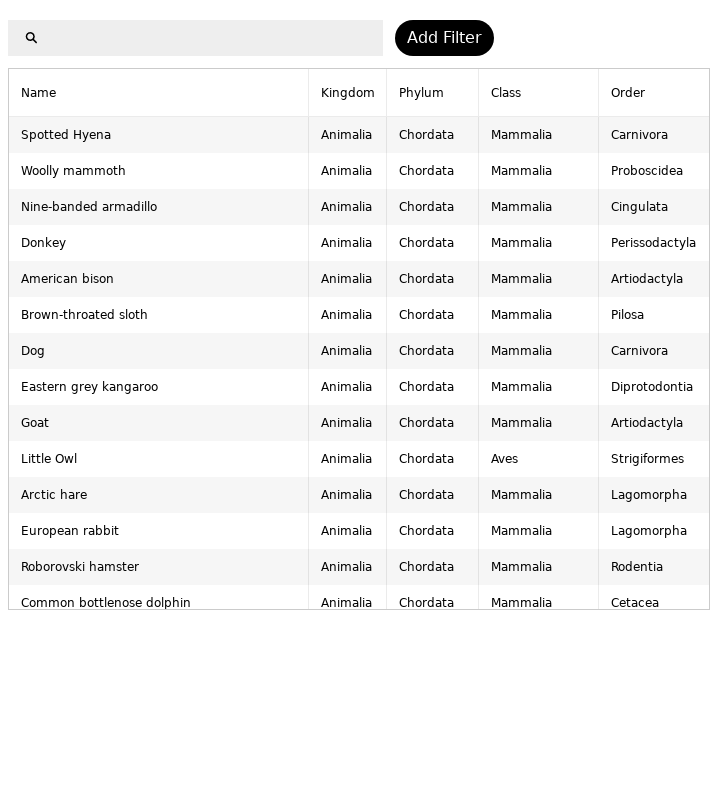 Add Filter
Name Kingdom Phylum Class Order
Spotted Hyena Animalia Chordata Mammalia Carnivora
Woolly mammoth Animalia Chordata Mammalia Proboscidea
Nine-banded armadillo Animalia Chordata Mammalia Cingulata
Donkey Animalia Chordata Mammalia Perissodactyla
American bison Animalia Chordata Mammalia Artiodactyla
Brown-throated sloth Animalia Chordata Mammalia Pilosa
Dog Animalia Chordata Mammalia Carnivora
Eastern grey kangaroo Animalia Chordata Mammalia Diprotodontia
Goat Animalia Chordata Mammalia Artiodactyla
Little Owl Animalia Chordata Aves Strigiformes
Arctic hare Animalia Chordata Mammalia Lagomorpha
European rabbit Animalia Chordata Mammalia Lagomorpha
Roborovski hamster Animalia Chordata Mammalia Rodentia
Common bottlenose dolphin Animalia Chordata Mammalia Cetacea